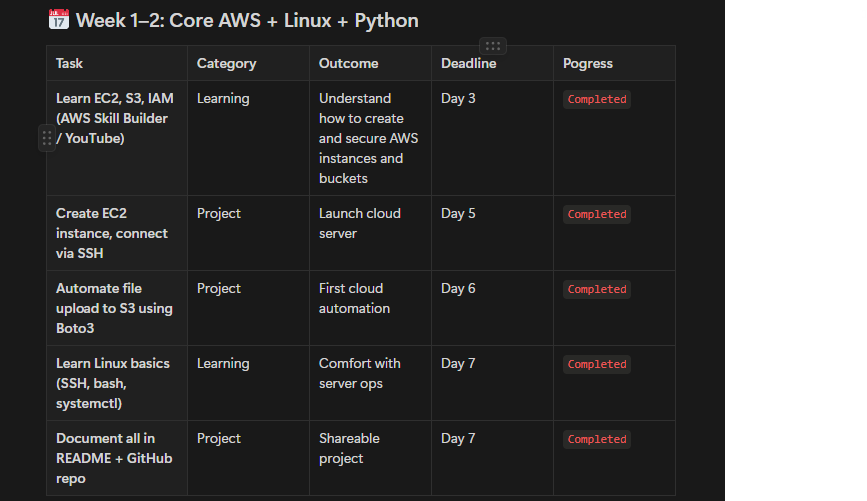 Week 1–2: Core AWS + Linux + Python
Task Category Outcome Deadline Pogress
Learn EC2, S3, IAM Learning Understand Day 3 Completed
(AWS Skill Builder how to create
/ YouTube) and secure AWS
instances and
buckets
Create EC2 Project Launch cloud Day 5 Completed
instance, connect server
via SSH
Automate file Project First cloud Day 6 Completed
upload to S3 using automation
Boto3
Learn Linux basics Learning Comfort with Day 7 Completed
(SSH, bash, server ops
systemctl)
Document all in Project Shareable Day 7 Completed
README + GitHub project
repo